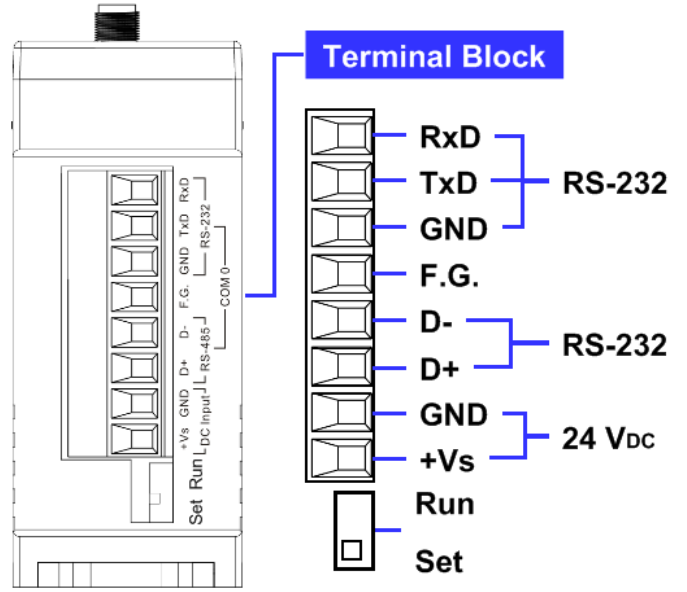 Terminal Block
RxD
TxD
GND
RS-232
F.G.
D-
D+
RS-232
GND
+Vs
24 VDC
Run
Set
RxD
TxD
GND
RS-232
F.G.
COM 0
D-
D+
RS-485
GND
+Vs
DC Input
Run
Set